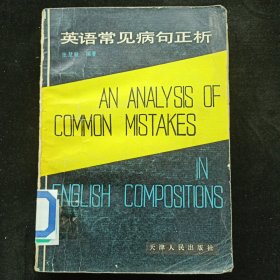 英语常见病句正析
编著
AN ANALYSIS OF
COMMON MISTAKES
IN
ENGLISH COMPOSITIONS
天津人民出版社